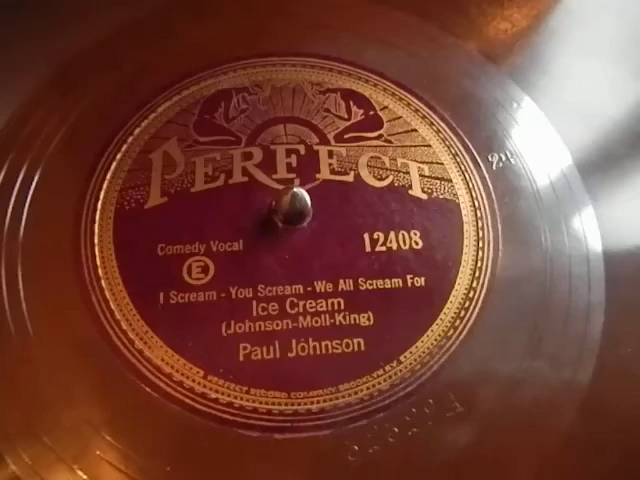 PERFECT
Comedy Vocal
12408
E
I Scream - You Scream - We All Scream For
Ice Cream
(Johnson-Moll-King)
Paul Johnson
PERFECT RECORD COMPANY, BROOKLYN, N.Y.